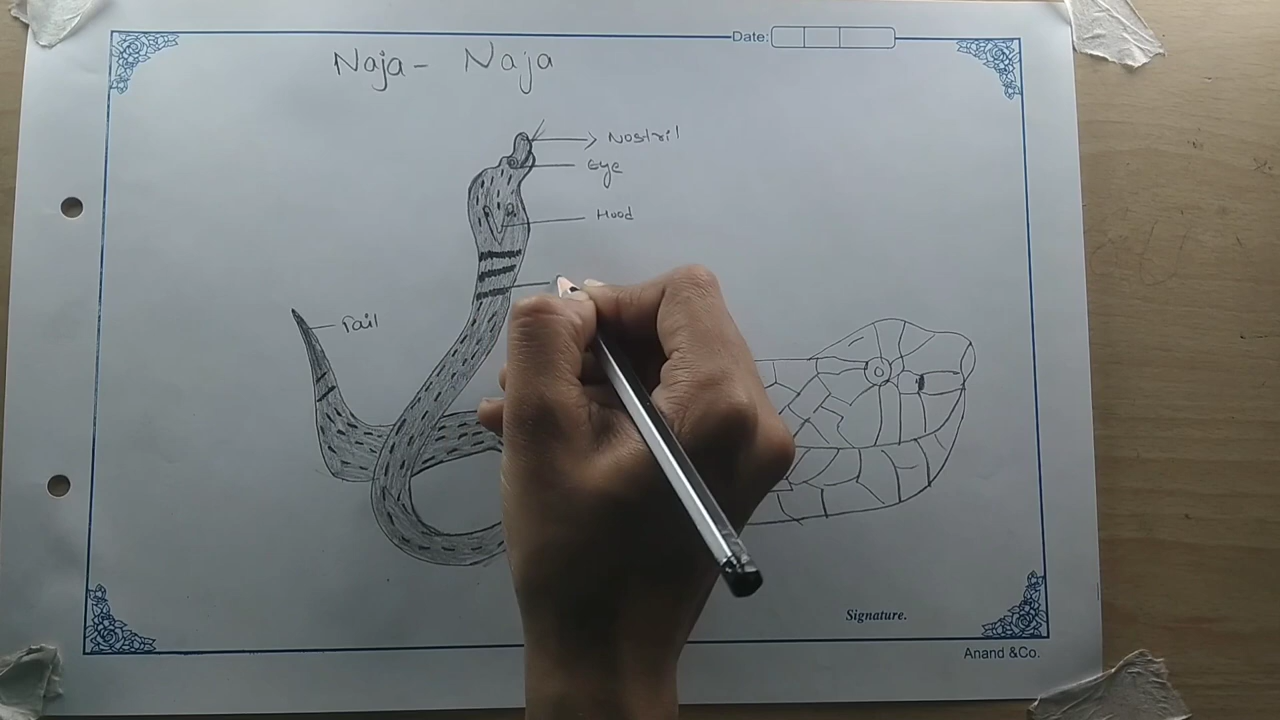 Date:
Naja- Naja
Nostril
Eye
Hood
Tail
Signature.
Anand &Co.